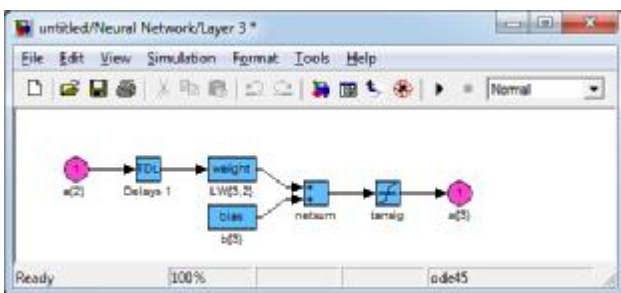 untitled/Neural Network/Layer 3 *
File Edit View Simulation Format Tools Help
Normal
1 TDL weight 1
a{2} Delays 1 LW{3,2} netsum tansig a{3}
bias
b{3}
Ready 100% ode45